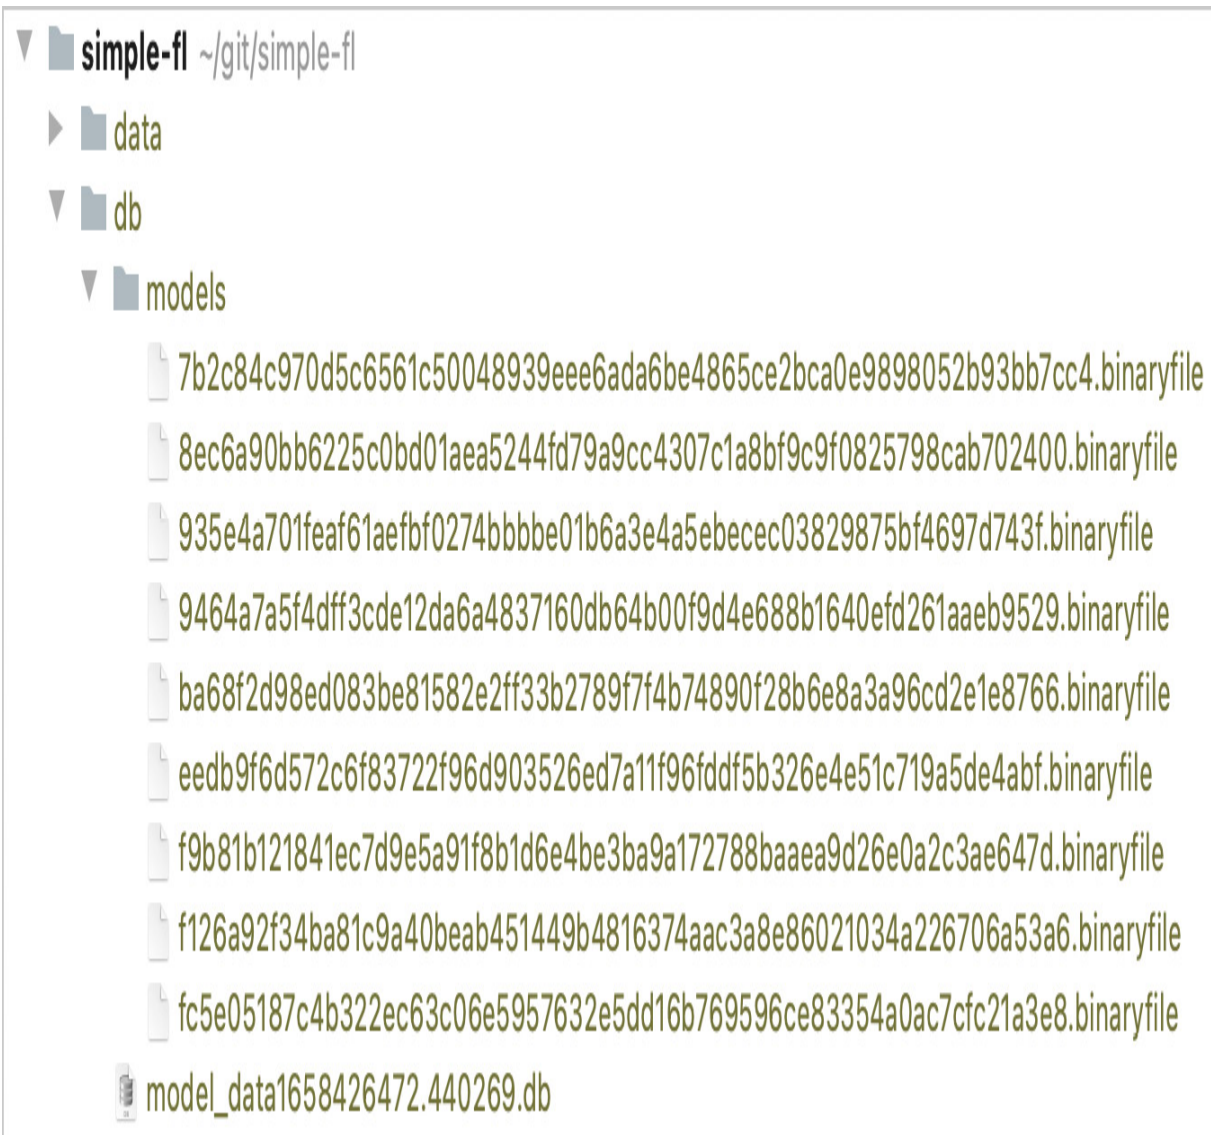 simple-fl ~/git/simple-fl
data
db
models
7b2c84c970d5c6561c50048939eee6ada6be4865ce2bca0e9898052b93bb7cc4.binaryfile
8ec6a90bb6225c0bd01aea5244fd79a9cc4307c1a8bf9c9f0825798cab702400.binaryfile
935e4a701feaf61aefbf0274bbbbe01b6a3e4a5ebecec03829875bf4697d743f.binaryfile
9464a7a5f4dff3cde12da6a4837160db64b00f9d4e688b1640efd261aaeb9529.binaryfile
ba68f2d98ed083be81582e2ff33b2789f7f4b74890f28b6e8a3a96cd2e1e8766.binaryfile
eedb9f6d572c6f83722f96d903526ed7a11f96fddf5b326e4e51c719a5de4abf.binaryfile
f9b81b121841ec7d9e5a91f8b1d6e4be3ba9a172788baaea9d26e0a2c3ae647d.binaryfile
f126a92f34ba81c9a40beab451449b4816374aac3a8e86021034a226706a53a6.binaryfile
fc5e05187c4b322ec63c06e5957632e5dd16b769596ce83354a0ac7cfc21a3e8.binaryfile
model_data1658426472.440269.db